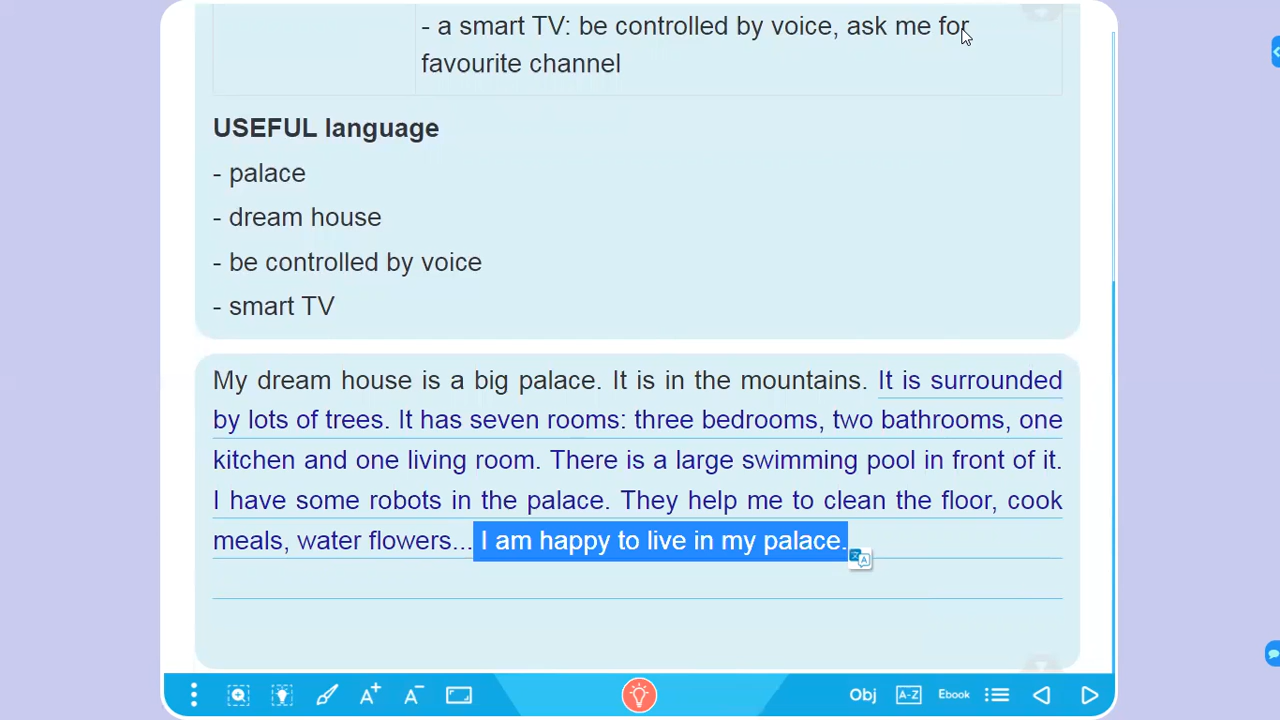 - a smart TV: be controlled by voice, ask me for
favourite channel
USEFUL language
- palace
- dream house
- be controlled by voice
- smart TV
My dream house is a big palace. It is in the mountains. It is surrounded
by lots of trees. It has seven rooms: three bedrooms, two bathrooms, one
kitchen and one living room. There is a large swimming pool in front of it.
I have some robots in the palace. They help me to clean the floor, cook
meals, water flowers... I am happy to live in my palace.
A+ A- Obj A-Z Ebook